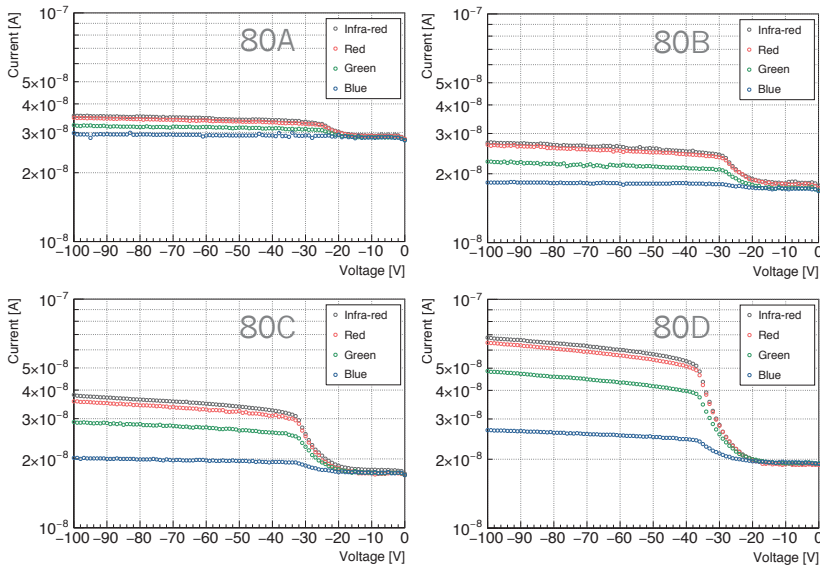 80A
Current [A]
10⁻⁷
5×10⁻⁸
4×10⁻⁸
3×10⁻⁸
2×10⁻⁸
10⁻⁸
Infra-red
Red
Green
Blue
−100 −90 −80 −70 −60 −50 −40 −30 −20 −10 0
Voltage [V]
80B
Current [A]
10⁻⁷
5×10⁻⁸
4×10⁻⁸
3×10⁻⁸
2×10⁻⁸
10⁻⁸
Infra-red
Red
Green
Blue
−100 −90 −80 −70 −60 −50 −40 −30 −20 −10 0
Voltage [V]
80C
Current [A]
10⁻⁷
5×10⁻⁸
4×10⁻⁸
3×10⁻⁸
2×10⁻⁸
10⁻⁸
Infra-red
Red
Green
Blue
−100 −90 −80 −70 −60 −50 −40 −30 −20 −10 0
Voltage [V]
80D
Current [A]
10⁻⁷
5×10⁻⁸
4×10⁻⁸
3×10⁻⁸
2×10⁻⁸
10⁻⁸
Infra-red
Red
Green
Blue
−100 −90 −80 −70 −60 −50 −40 −30 −20 −10 0
Voltage [V]